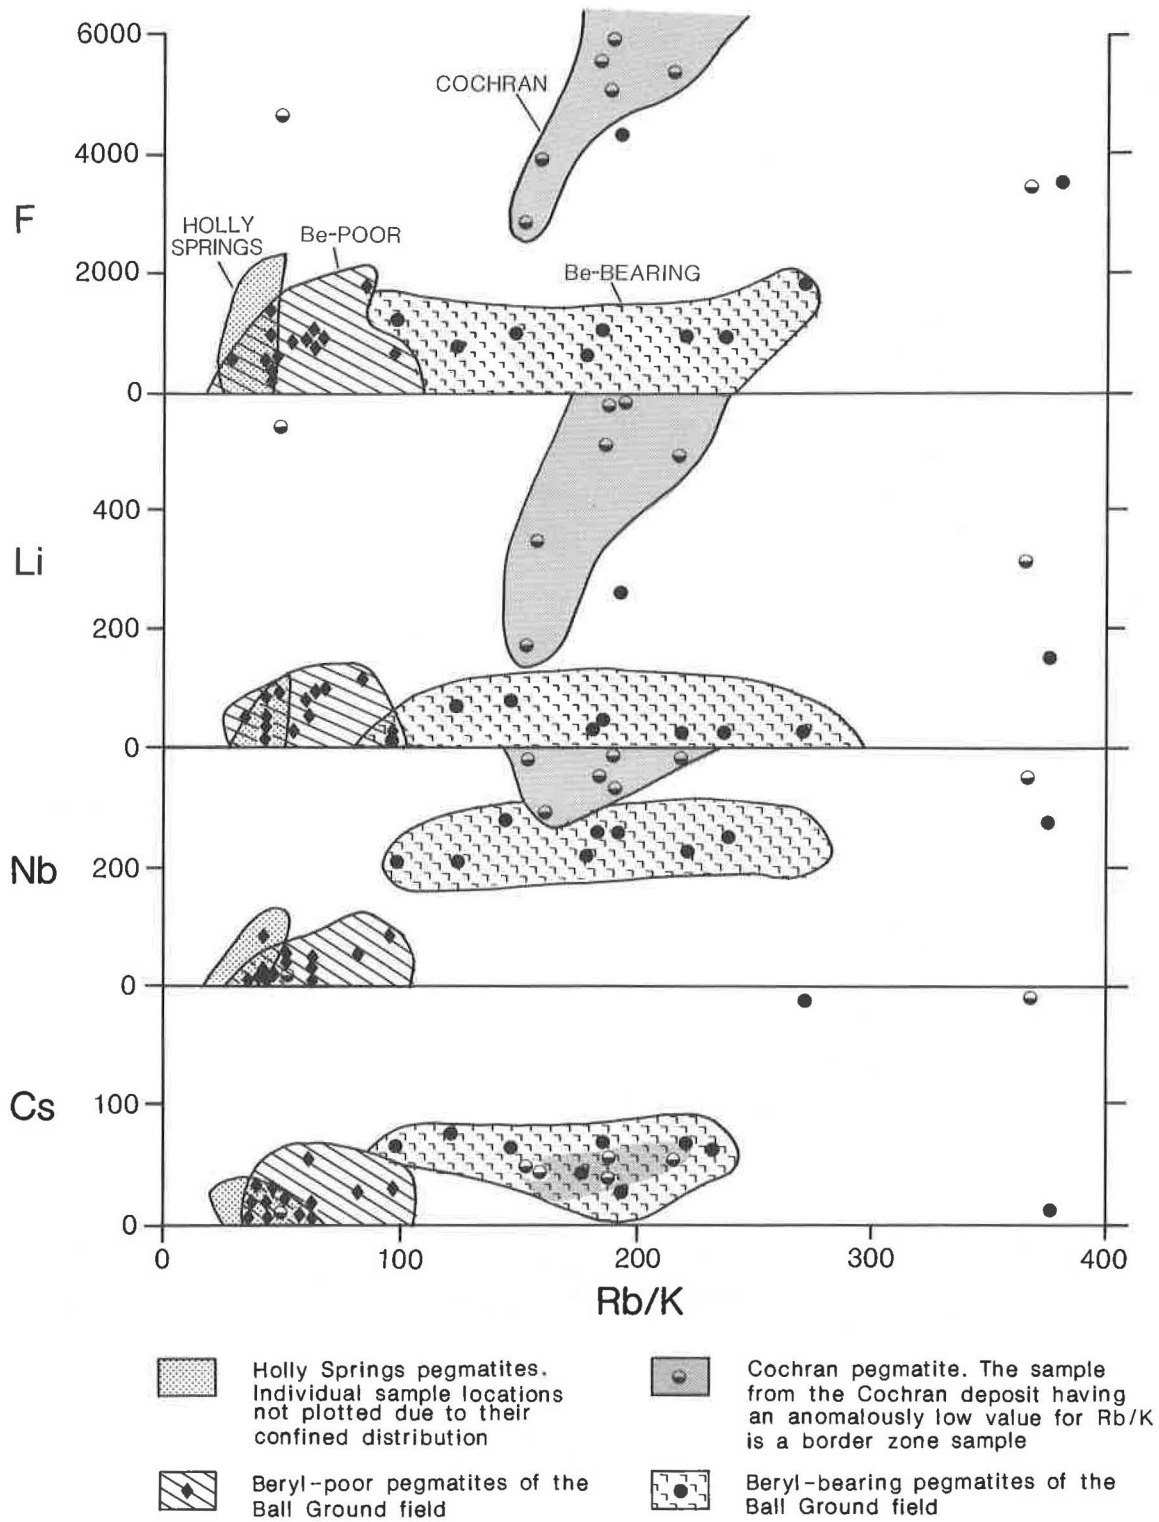 6000
COCHRAN
4000
F
HOLLY
SPRINGS
Be-POOR
2000
Be-BEARING
0
400
Li
200
0
Nb
200
0
Cs
100
0
0
100
200
300
400
Rb/K
Holly Springs pegmatites.
Individual sample locations
not plotted due to their
confined distribution
Cochran pegmatite. The sample
from the Cochran deposit having
an anomalously low value for Rb/K
is a border zone sample
Beryl-poor pegmatites of the
Ball Ground field
Beryl-bearing pegmatites of the
Ball Ground field